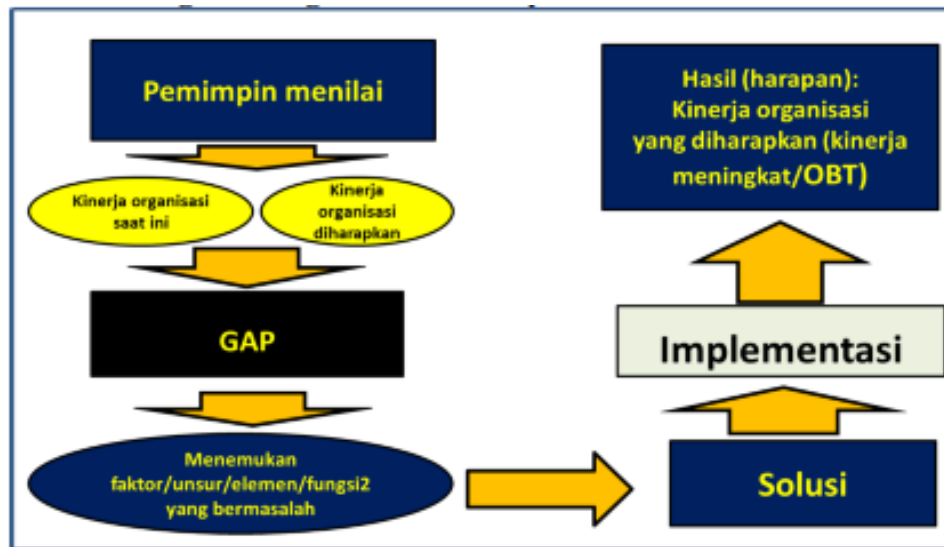 Pemimpin menilai
Kinerja organisasi
saat ini
Kinerja
organisasi
diharapkan
GAP
Menemukan
faktor/unsur/elemen/fungsi2
yang bermasalah
Solusi
Implementasi
Hasil (harapan):
Kinerja organisasi
yang diharapkan (kinerja
meningkat/OBT)